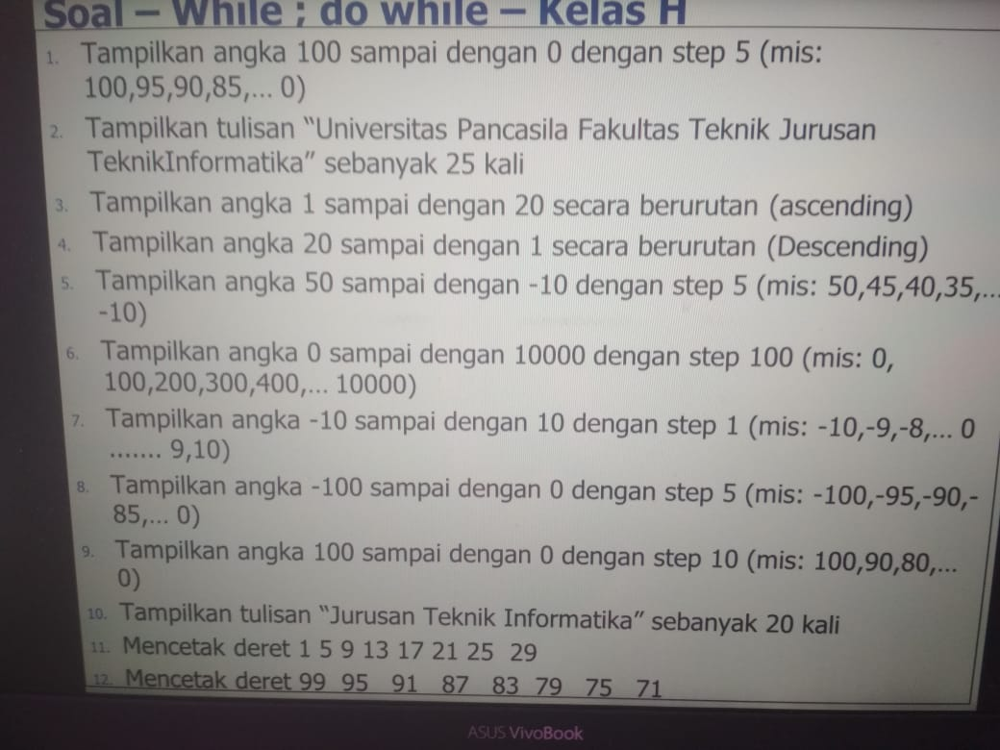 Soal – While ; do while – Kelas H
1. Tampilkan angka 100 sampai dengan 0 dengan step 5 (mis:
100,95,90,85,... 0)
2. Tampilkan tulisan "Universitas Pancasila Fakultas Teknik Jurusan
TeknikInformatika" sebanyak 25 kali
3. Tampilkan angka 1 sampai dengan 20 secara berurutan (ascending)
4. Tampilkan angka 20 sampai dengan 1 secara berurutan (Descending)
5. Tampilkan angka 50 sampai dengan -10 dengan step 5 (mis: 50,45,40,35,...
-10)
6. Tampilkan angka 0 sampai dengan 10000 dengan step 100 (mis: 0,
100,200,300,400,... 10000)
7. Tampilkan angka -10 sampai dengan 10 dengan step 1 (mis: -10,-9,-8,... 0
....... 9,10)
8. Tampilkan angka -100 sampai dengan 0 dengan step 5 (mis: -100,-95,-90,-
85,... 0)
9. Tampilkan angka 100 sampai dengan 0 dengan step 10 (mis: 100,90,80,...
0)
10. Tampilkan tulisan "Jurusan Teknik Informatika" sebanyak 20 kali
11. Mencetak deret 1 5 9 13 17 21 25 29
12. Mencetak deret 99 95 91 87 83 79 75 71
ASUS VivoBook